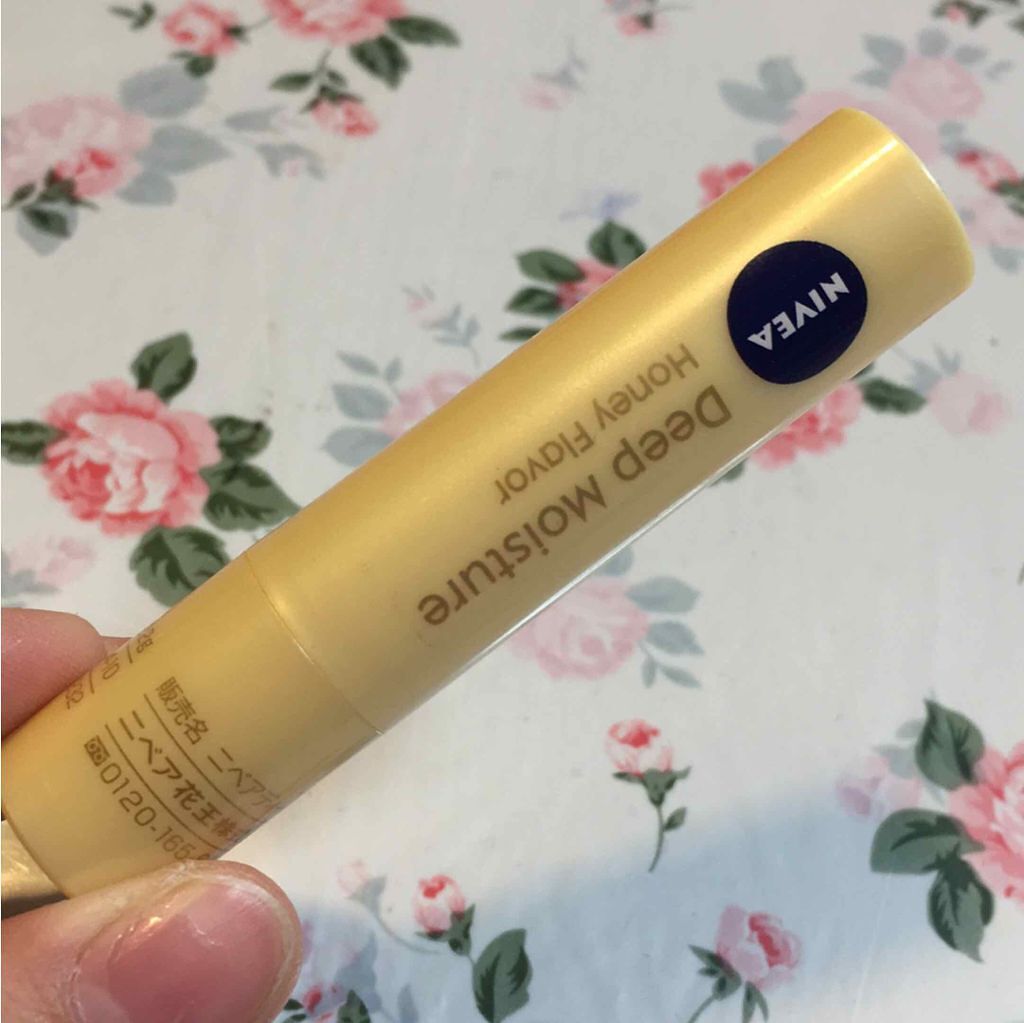 NIVEA
Deep Moisture
Honey Flavor
販売名 ニベアデ
ニベア花王株
0120-165